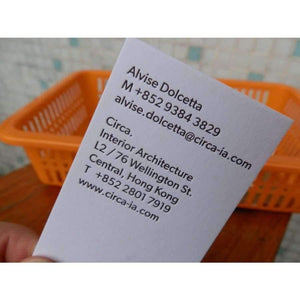 Alvise Dolcetta
M +852 9384 3829
alvise.dolcetta@circa-ia.com
Circa.
Interior Architecture
L2 / 76 Wellington St.
Central, Hong Kong
T +852 2801 7919
www.circa-ia.com